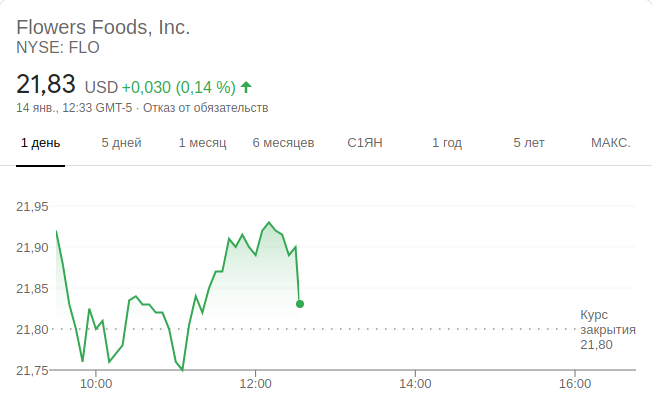 Flowers Foods, Inc.
NYSE: FLO
21,83 USD +0,030 (0,14 %)
14 янв., 12:33 GMT-5 · Отказ от обязательств
1 день 5 дней 1 месяц 6 месяцев С1ЯН 1 год 5 лет МАКС.
21,95
21,90
21,85
21,80
21,75
Курс
закрытия
21,80
10:00 12:00 14:00 16:00